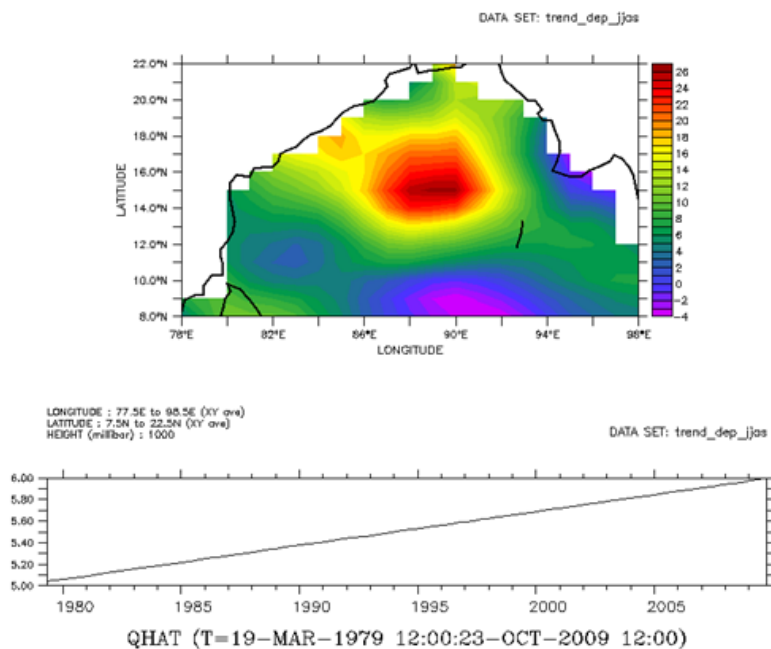 DATA SET: trend_dep_jjas
22.0°N
20.0°N
18.0°N
16.0°N
14.0°N
12.0°N
10.0°N
8.0°N
LATITUDE
78°E 82°E 86°E 90°E 94°E 98°E
LONGITUDE
26
24
22
20
18
16
14
12
10
8
6
4
2
0
-2
-4
LONGITUDE : 77.5E to 98.5E (XY ave)
LATITUDE : 7.5N to 22.5N (XY ave)
HEIGHT (millibar) : 1000
DATA SET: trend_dep_jjas
6.00
5.80
5.60
5.40
5.20
5.00
1980 1985 1990 1995 2000 2005
QHAT (T=19-MAR-1979 12:00:23-OCT-2009 12:00)